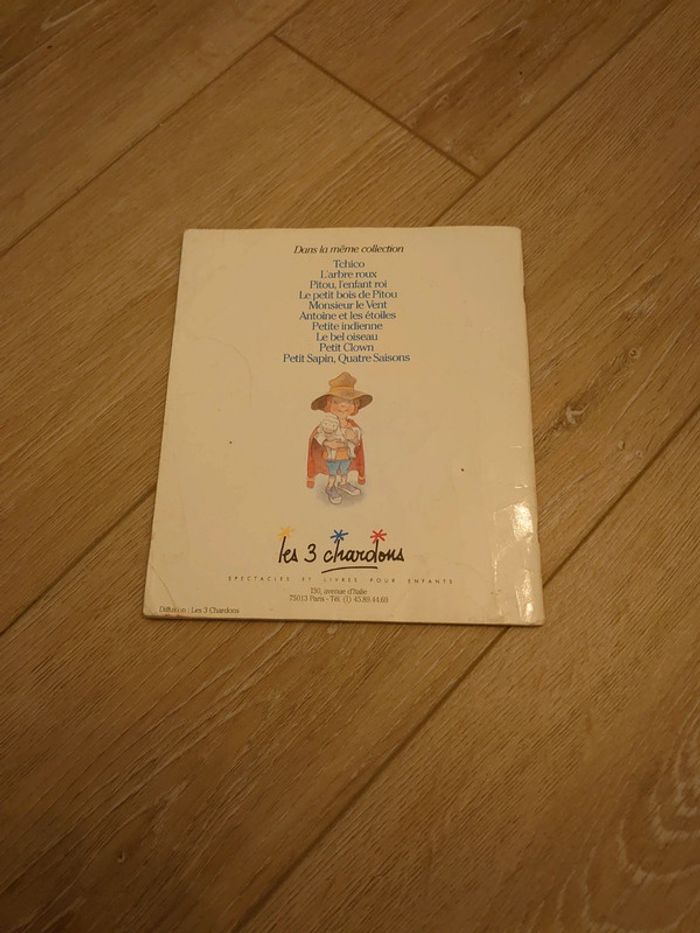 Dans la même collection
Tchico
L'arbre roux
Pitou, l'enfant roi
Le petit bois de Pitou
Monsieur le Vent
Antoine et les étoiles
Petite indienne
Le bel oiseau
Petit Clown
Petit Sapin, Quatre Saisons
les 3 chardons
SPECTACLES ET LIVRES POUR ENFANTS
150, avenue d'Italie
75013 Paris - Tél. (1) 45.89.44.69
Diffusion : Les 3 Chardons